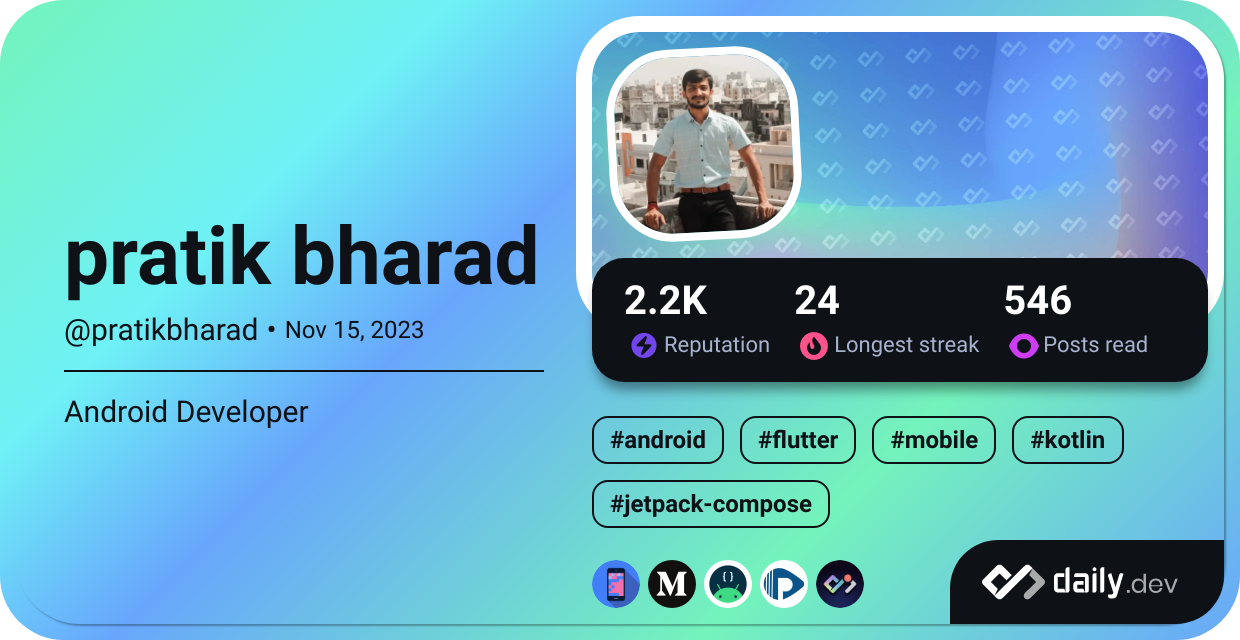 pratik bharad
@pratikbharad • Nov 15, 2023
Android Developer
2.2K 24 546
Reputation Longest streak Posts read
#android #flutter #mobile #kotlin
#jetpack-compose
M { } P
daily.dev